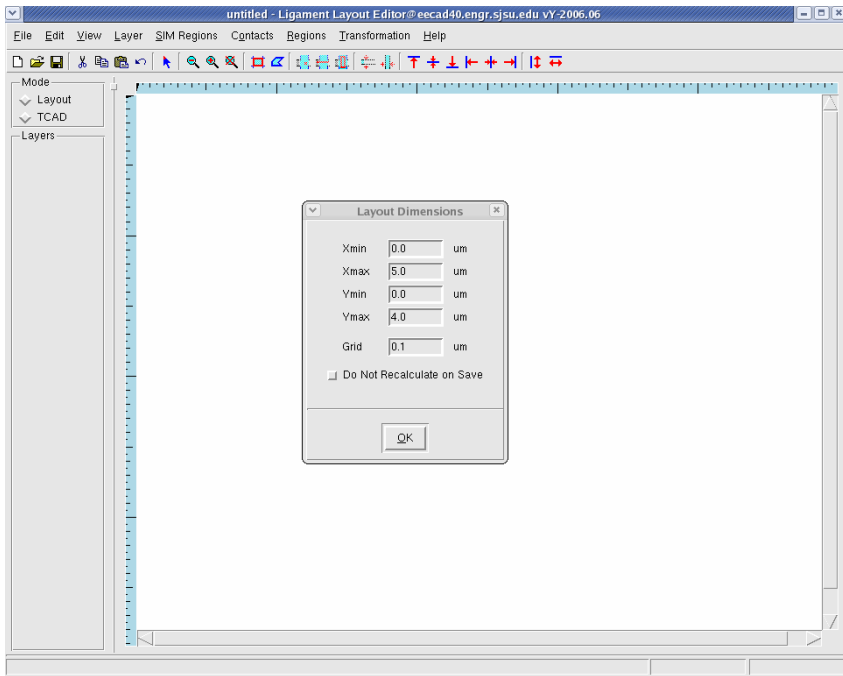 untitled - Ligament Layout Editor@eecad40.engr.sjsu.edu vY-2006.06
File Edit View Layer SIM Regions Contacts Regions Transformation Help
Mode
Layout
TCAD
Layers
Layout Dimensions
Xmin 0.0 um
Xmax 5.0 um
Ymin 0.0 um
Ymax 4.0 um
Grid 0.1 um
Do Not Recalculate on Save
OK